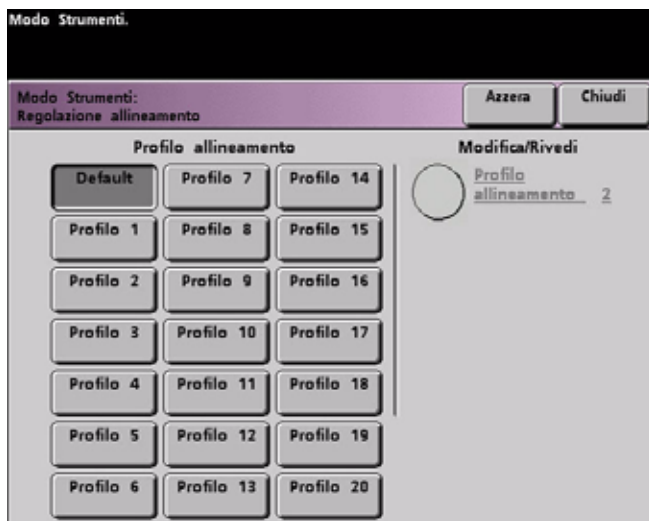 Modo Strumenti.
Modo Strumenti:
Regolazione allineamento
Azzera
Chiudi
Profilo allineamento
Modifica/Rivedi
Default
Profilo 7
Profilo 14
Profilo
allineamento 2
Profilo 1
Profilo 8
Profilo 15
Profilo 2
Profilo 9
Profilo 16
Profilo 3
Profilo 10
Profilo 17
Profilo 4
Profilo 11
Profilo 18
Profilo 5
Profilo 12
Profilo 19
Profilo 6
Profilo 13
Profilo 20